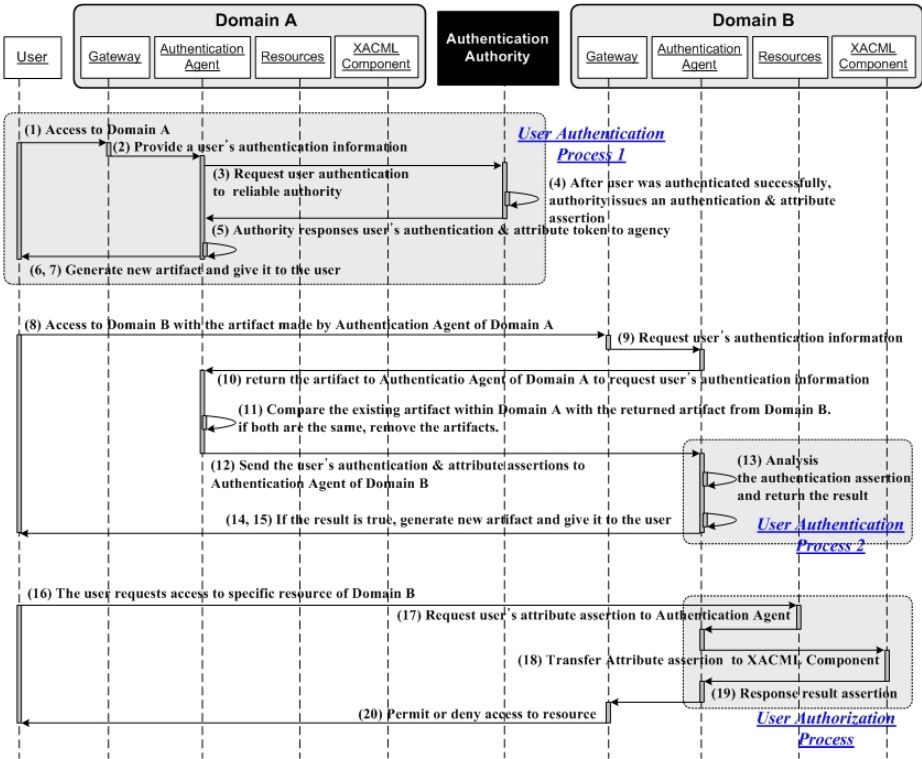 Domain A
Domain B
User
Gateway
Authentication
Agent
Resources
XACML
Component
Authentication
Authority
Gateway
Authentication
Agent
Resources
XACML
Component
(1) Access to Domain A
User Authentication
Process 1
(2) Provide a user's authentication information
(3) Request user authentication
to reliable authority
(4) After user was authenticated successfully,
authority issues an authentication & attribute
assertion
(5) Authority responses user's authentication & attribute token to agency
(6, 7) Generate new artifact and give it to the user
(8) Access to Domain B with the artifact made by Authentication Agent of Domain A
(9) Request user's authentication information
(10) return the artifact to Authenticatio Agent of Domain A to request user's authentication information
(11) Compare the existing artifact within Domain A with the returned artifact from Domain B.
if both are the same, remove the artifacts.
(12) Send the user's authentication & attribute assertions to
Authentication Agent of Domain B
(13) Analysis
the authentication assertion
and return the result
(14, 15) If the result is true, generate new artifact and give it to the user
User Authentication
Process 2
(16) The user requests access to specific resource of Domain B
(17) Request user's attribute assertion to Authentication Agent
(18) Transfer Attribute assertion to XACML Component
(19) Response result assertion
(20) Permit or deny access to resource
User Authorization
Process